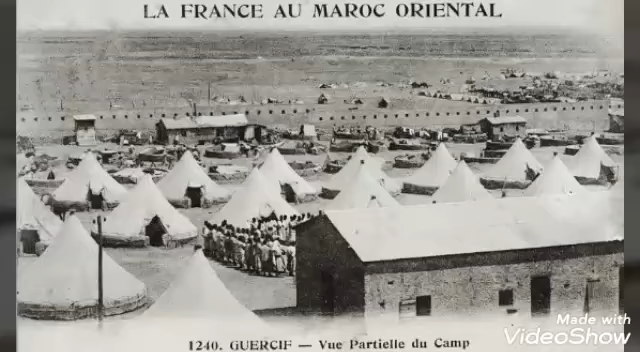 LA FRANCE AU MAROC ORIENTAL
1240. GUERCIF — Vue Partielle du Camp
Made with
VideoShow